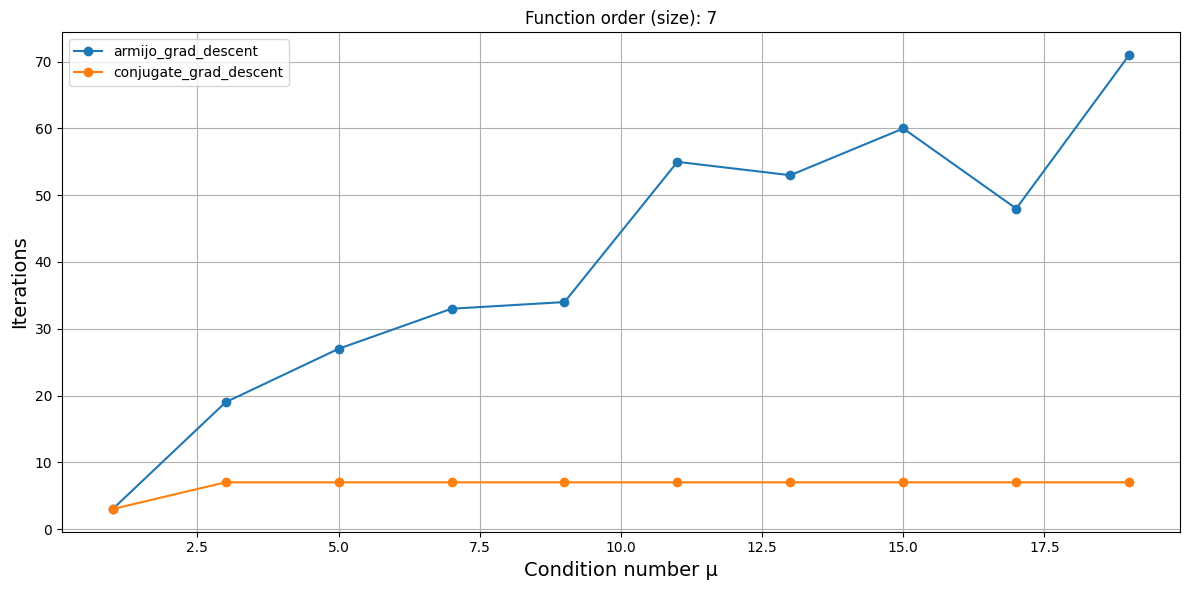 Function order (size): 7
armijo_grad_descent
conjugate_grad_descent
70
60
50
40
30
20
10
0
Iterations
2.5 5.0 7.5 10.0 12.5 15.0 17.5
Condition number μ